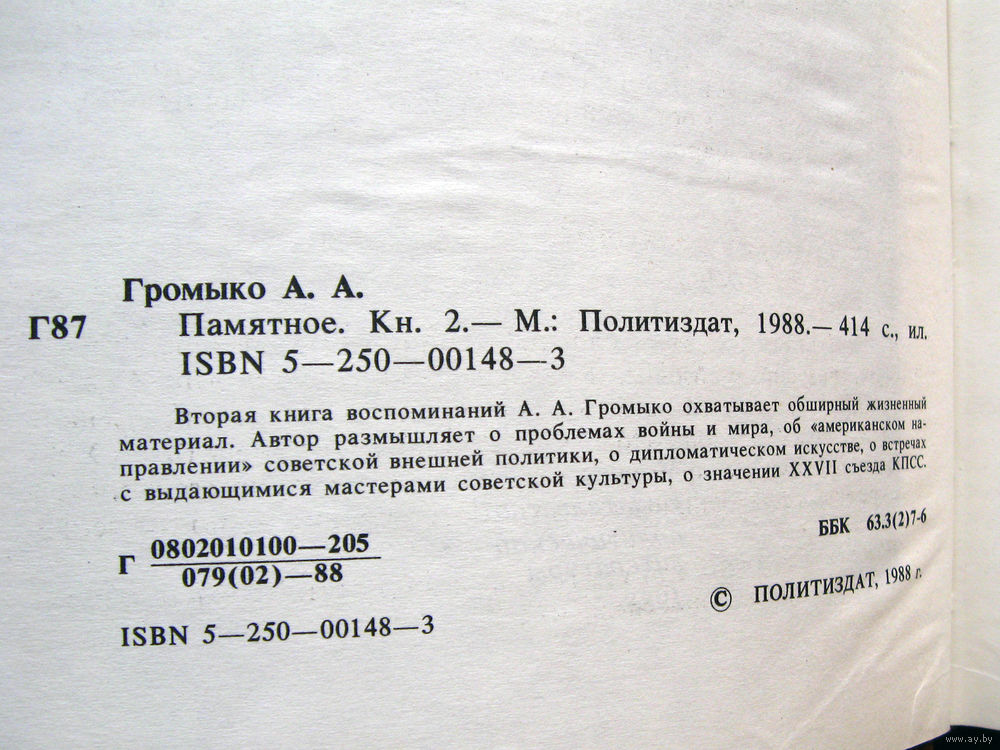 Громыко А. А.
Г87 Памятное. Кн. 2.— М.: Политиздат, 1988.— 414 с., ил.
ISBN 5—250—00148—3
Вторая книга воспоминаний А. А. Громыко охватывает обширный жизненный
материал. Автор размышляет о проблемах войны и мира, об «американском на-
правлении» советской внешней политики, о дипломатическом искусстве, о встречах
с выдающимися мастерами советской культуры, о значении XXVII съезда КПСС.
Г 0802010100—205
079(02)—88
ББК 63.3(2)7-6
ISBN 5—250—00148—3
© ПОЛИТИЗДАТ, 1988 г.
www.ay.by